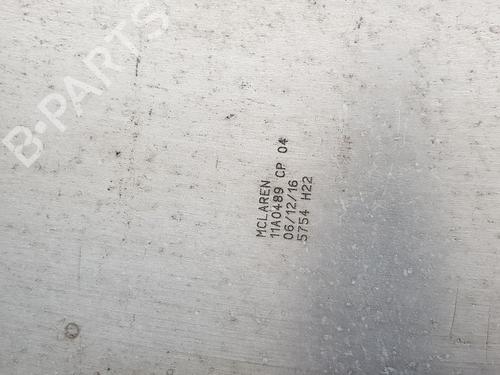 B-PARTS
MCLAREN
11A0489 CP 04
06/12/16
5754 H22